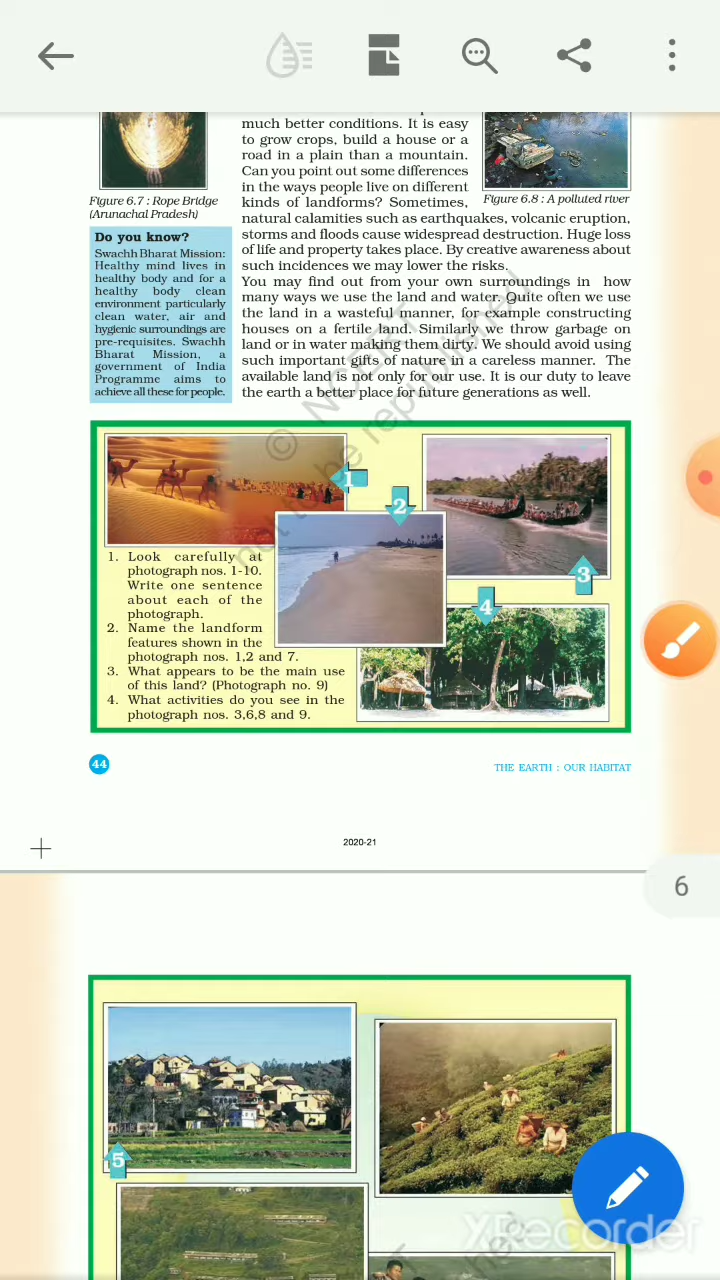 much better conditions. It is easy
to grow crops, build a house or a
road in a plain than a mountain.
Can you point out some differences
in the ways people live on different
kinds of landforms? Sometimes,
natural calamities such as earthquakes, volcanic eruption,
storms and floods cause widespread destruction. Huge loss
of life and property takes place. By creative awareness about
such incidences we may lower the risks.
You may find out from your own surroundings in how
many ways we use the land and water. Quite often we use
the land in a wasteful manner, for example constructing
houses on a fertile land. Similarly we throw garbage on
land or in water making them dirty. We should avoid using
such important gifts of nature in a careless manner. The
available land is not only for our use. It is our duty to leave
the earth a better place for future generations as well.
Figure 6.7 : Rope Bridge
(Arunachal Pradesh)
Figure 6.8 : A polluted river
Do you know?
Swachh Bharat Mission:
Healthy mind lives in
healthy body and for a
healthy body clean
environment particularly
clean water, air and
hygienic surroundings are
pre-requisites. Swachh
Bharat Mission, a
government of India
Programme aims to
achieve all these for people.
© NCERT
not to be republished
1
2
3
4
1. Look carefully at
photograph nos. 1-10.
Write one sentence
about each of the
photograph.
2. Name the landform
features shown in the
photograph nos. 1,2 and 7.
3. What appears to be the main use
of this land? (Photograph no. 9)
4. What activities do you see in the
photograph nos. 3,6,8 and 9.
44
THE EARTH : OUR HABITAT
2020-21
6
5
XRecorder